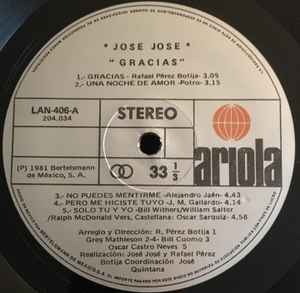 * JOSE JOSE *
" GRACIAS "
1.- GRACIAS - Rafael Pérez Botija- 3.05
2.- UNA NOCHE DE AMOR -Potro- 3.15
LAN-406-A
204.034
STEREO
(P) 1981 Bertelsmann
de México, S. A.
33 1/3
ariola
3.- NO PUEDES MENTIRME -Alejandro Jaén- 4.43
4.- PERO ME HICISTE TUYO -J. M. Gallardo- 4.14
5.- SOLO TU Y YO -Bill Withers/William Salter
/Ralph McDonald Vers. Castellana: Oscar Sarquiz- 4.56
Arreglo y Dirección: R. Pérez Botija 1
Greg Mathieson 2-4- Bill Cuomo 3
Oscar Castro Neves 5
Realización: José José y Rafael Pérez
Botija Coordinación José
Quintana